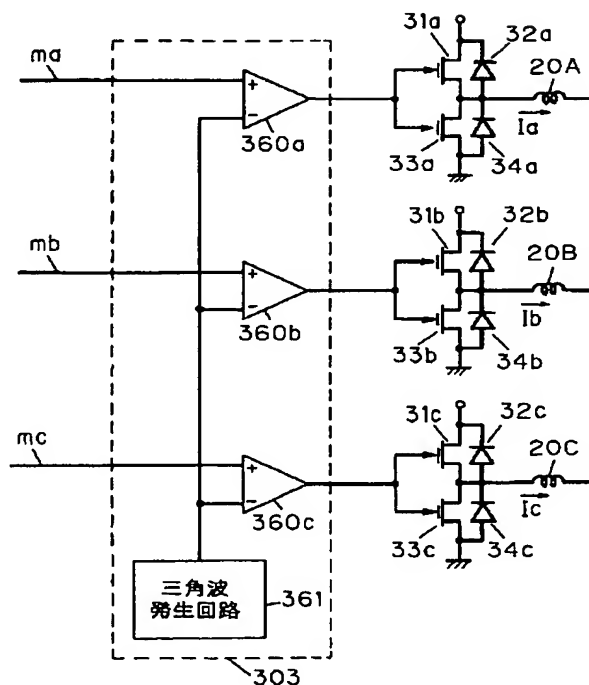 31a
32a
ma
20A
+
−
Ia
360a
33a
34a
31b
32b
mb
20B
+
−
Ib
360b
33b
34b
31c
32c
mc
20C
+
−
Ic
360c
33c
34c
三角波
発生回路
361
303